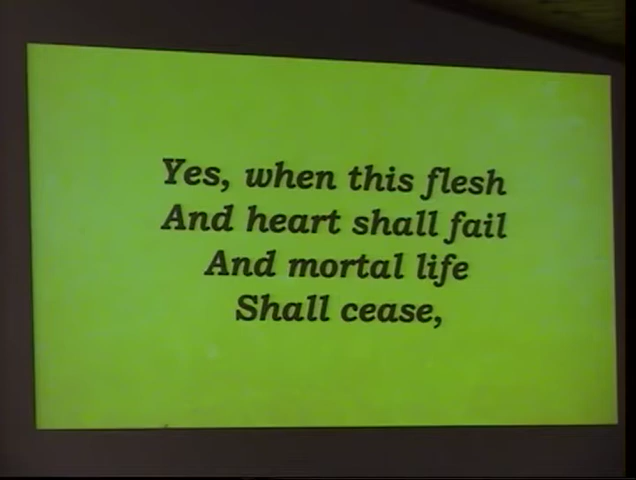 Yes, when this flesh
And heart shall fail
And mortal life
Shall cease,